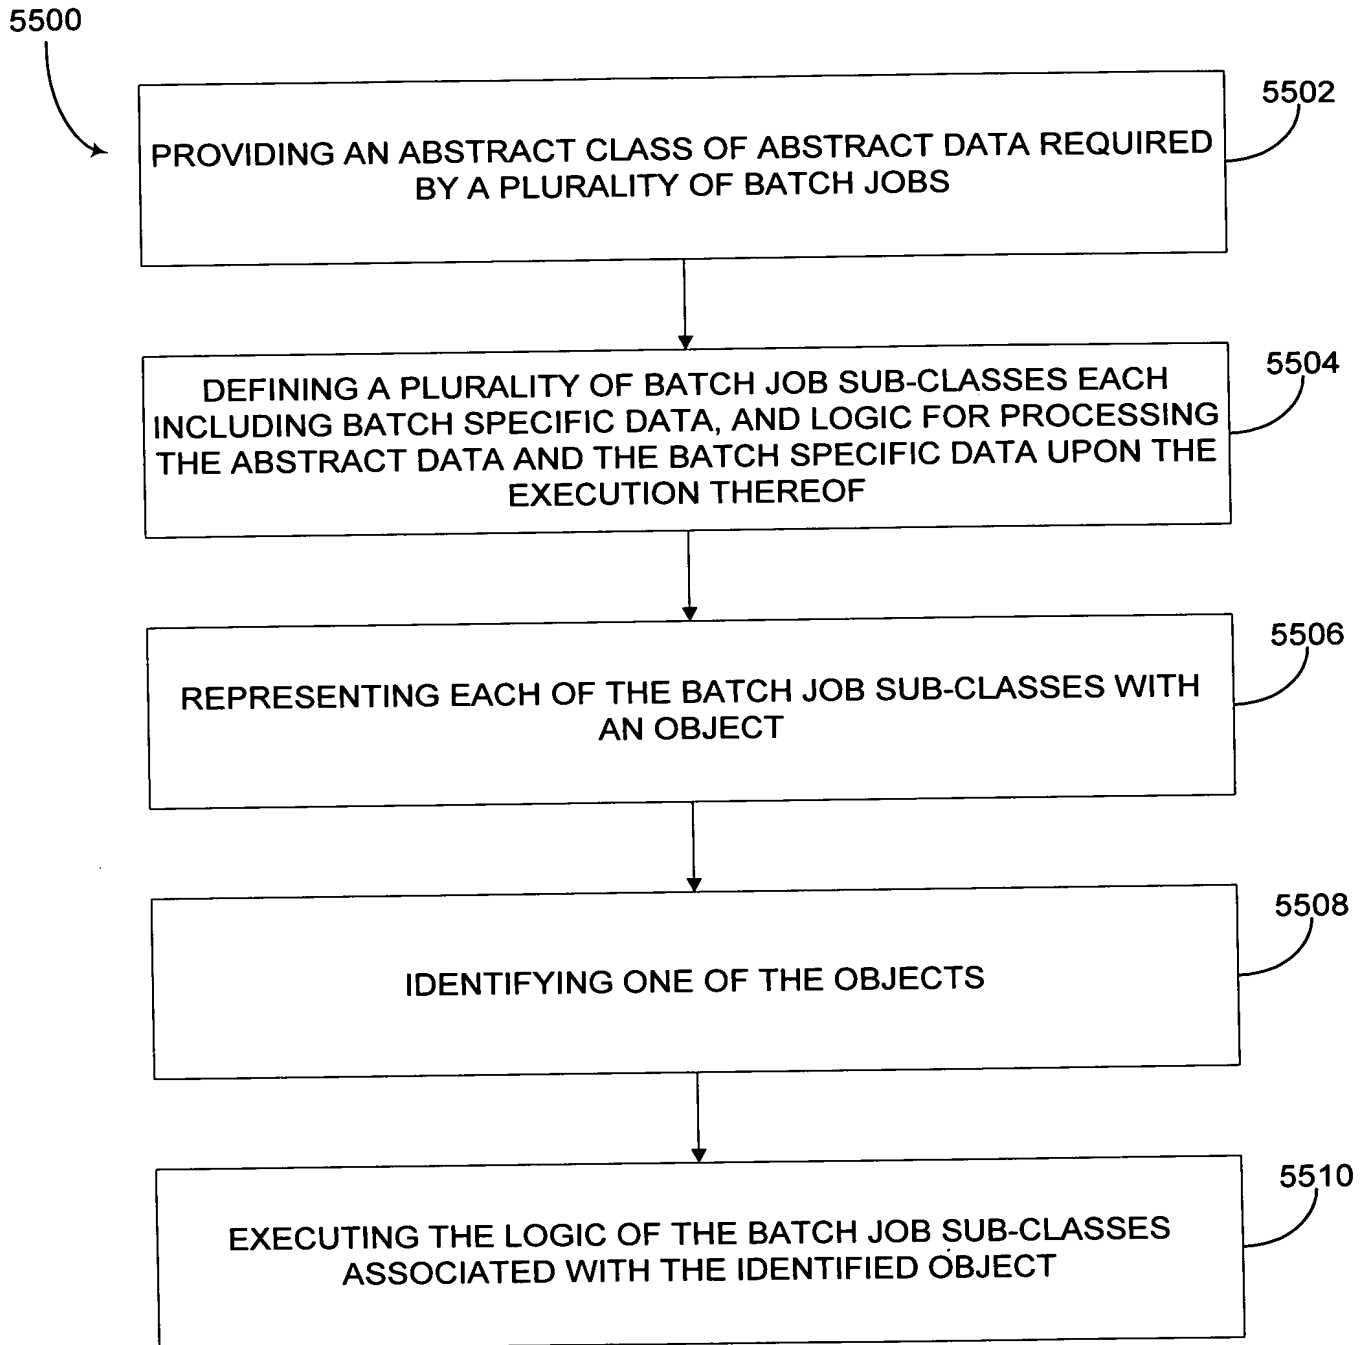 5500
5502
PROVIDING AN ABSTRACT CLASS OF ABSTRACT DATA REQUIRED
BY A PLURALITY OF BATCH JOBS
5504
DEFINING A PLURALITY OF BATCH JOB SUB-CLASSES EACH
INCLUDING BATCH SPECIFIC DATA, AND LOGIC FOR PROCESSING
THE ABSTRACT DATA AND THE BATCH SPECIFIC DATA UPON THE
EXECUTION THEREOF
5506
REPRESENTING EACH OF THE BATCH JOB SUB-CLASSES WITH
AN OBJECT
5508
IDENTIFYING ONE OF THE OBJECTS
5510
EXECUTING THE LOGIC OF THE BATCH JOB SUB-CLASSES
ASSOCIATED WITH THE IDENTIFIED OBJECT